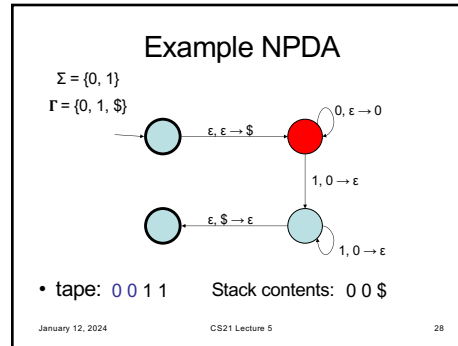 Example NPDA
Σ = {0, 1}
Γ = {0, 1, $}
ε, ε → $
0, ε → 0
1, 0 → ε
ε, $ → ε
1, 0 → ε
• tape: 0 0 1 1 Stack contents: 0 0 $
January 12, 2024 CS21 Lecture 5 28